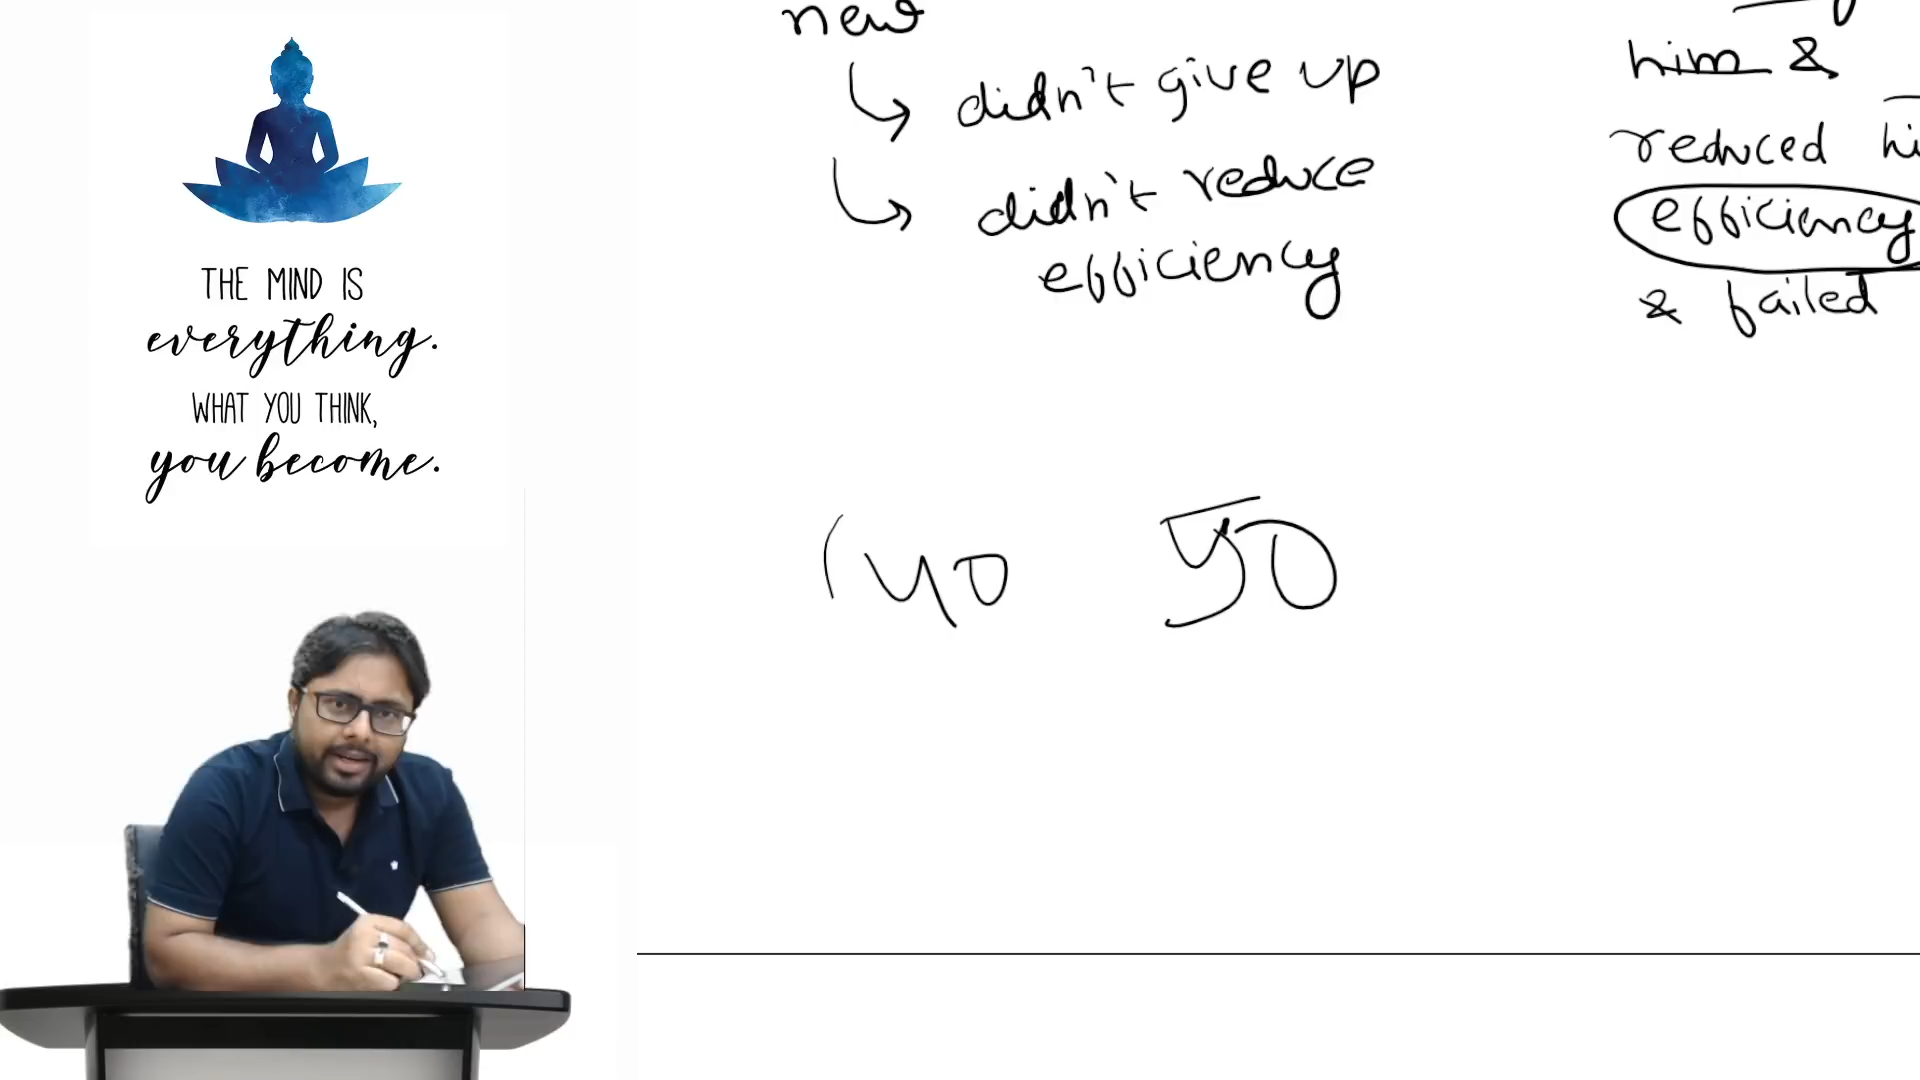 THE MIND IS
everything.
WHAT YOU THINK,
you become.
new
↳ didn't give up
↳ didn't reduce
efficiency
him &
reduced
efficiency
& failed
(40 50